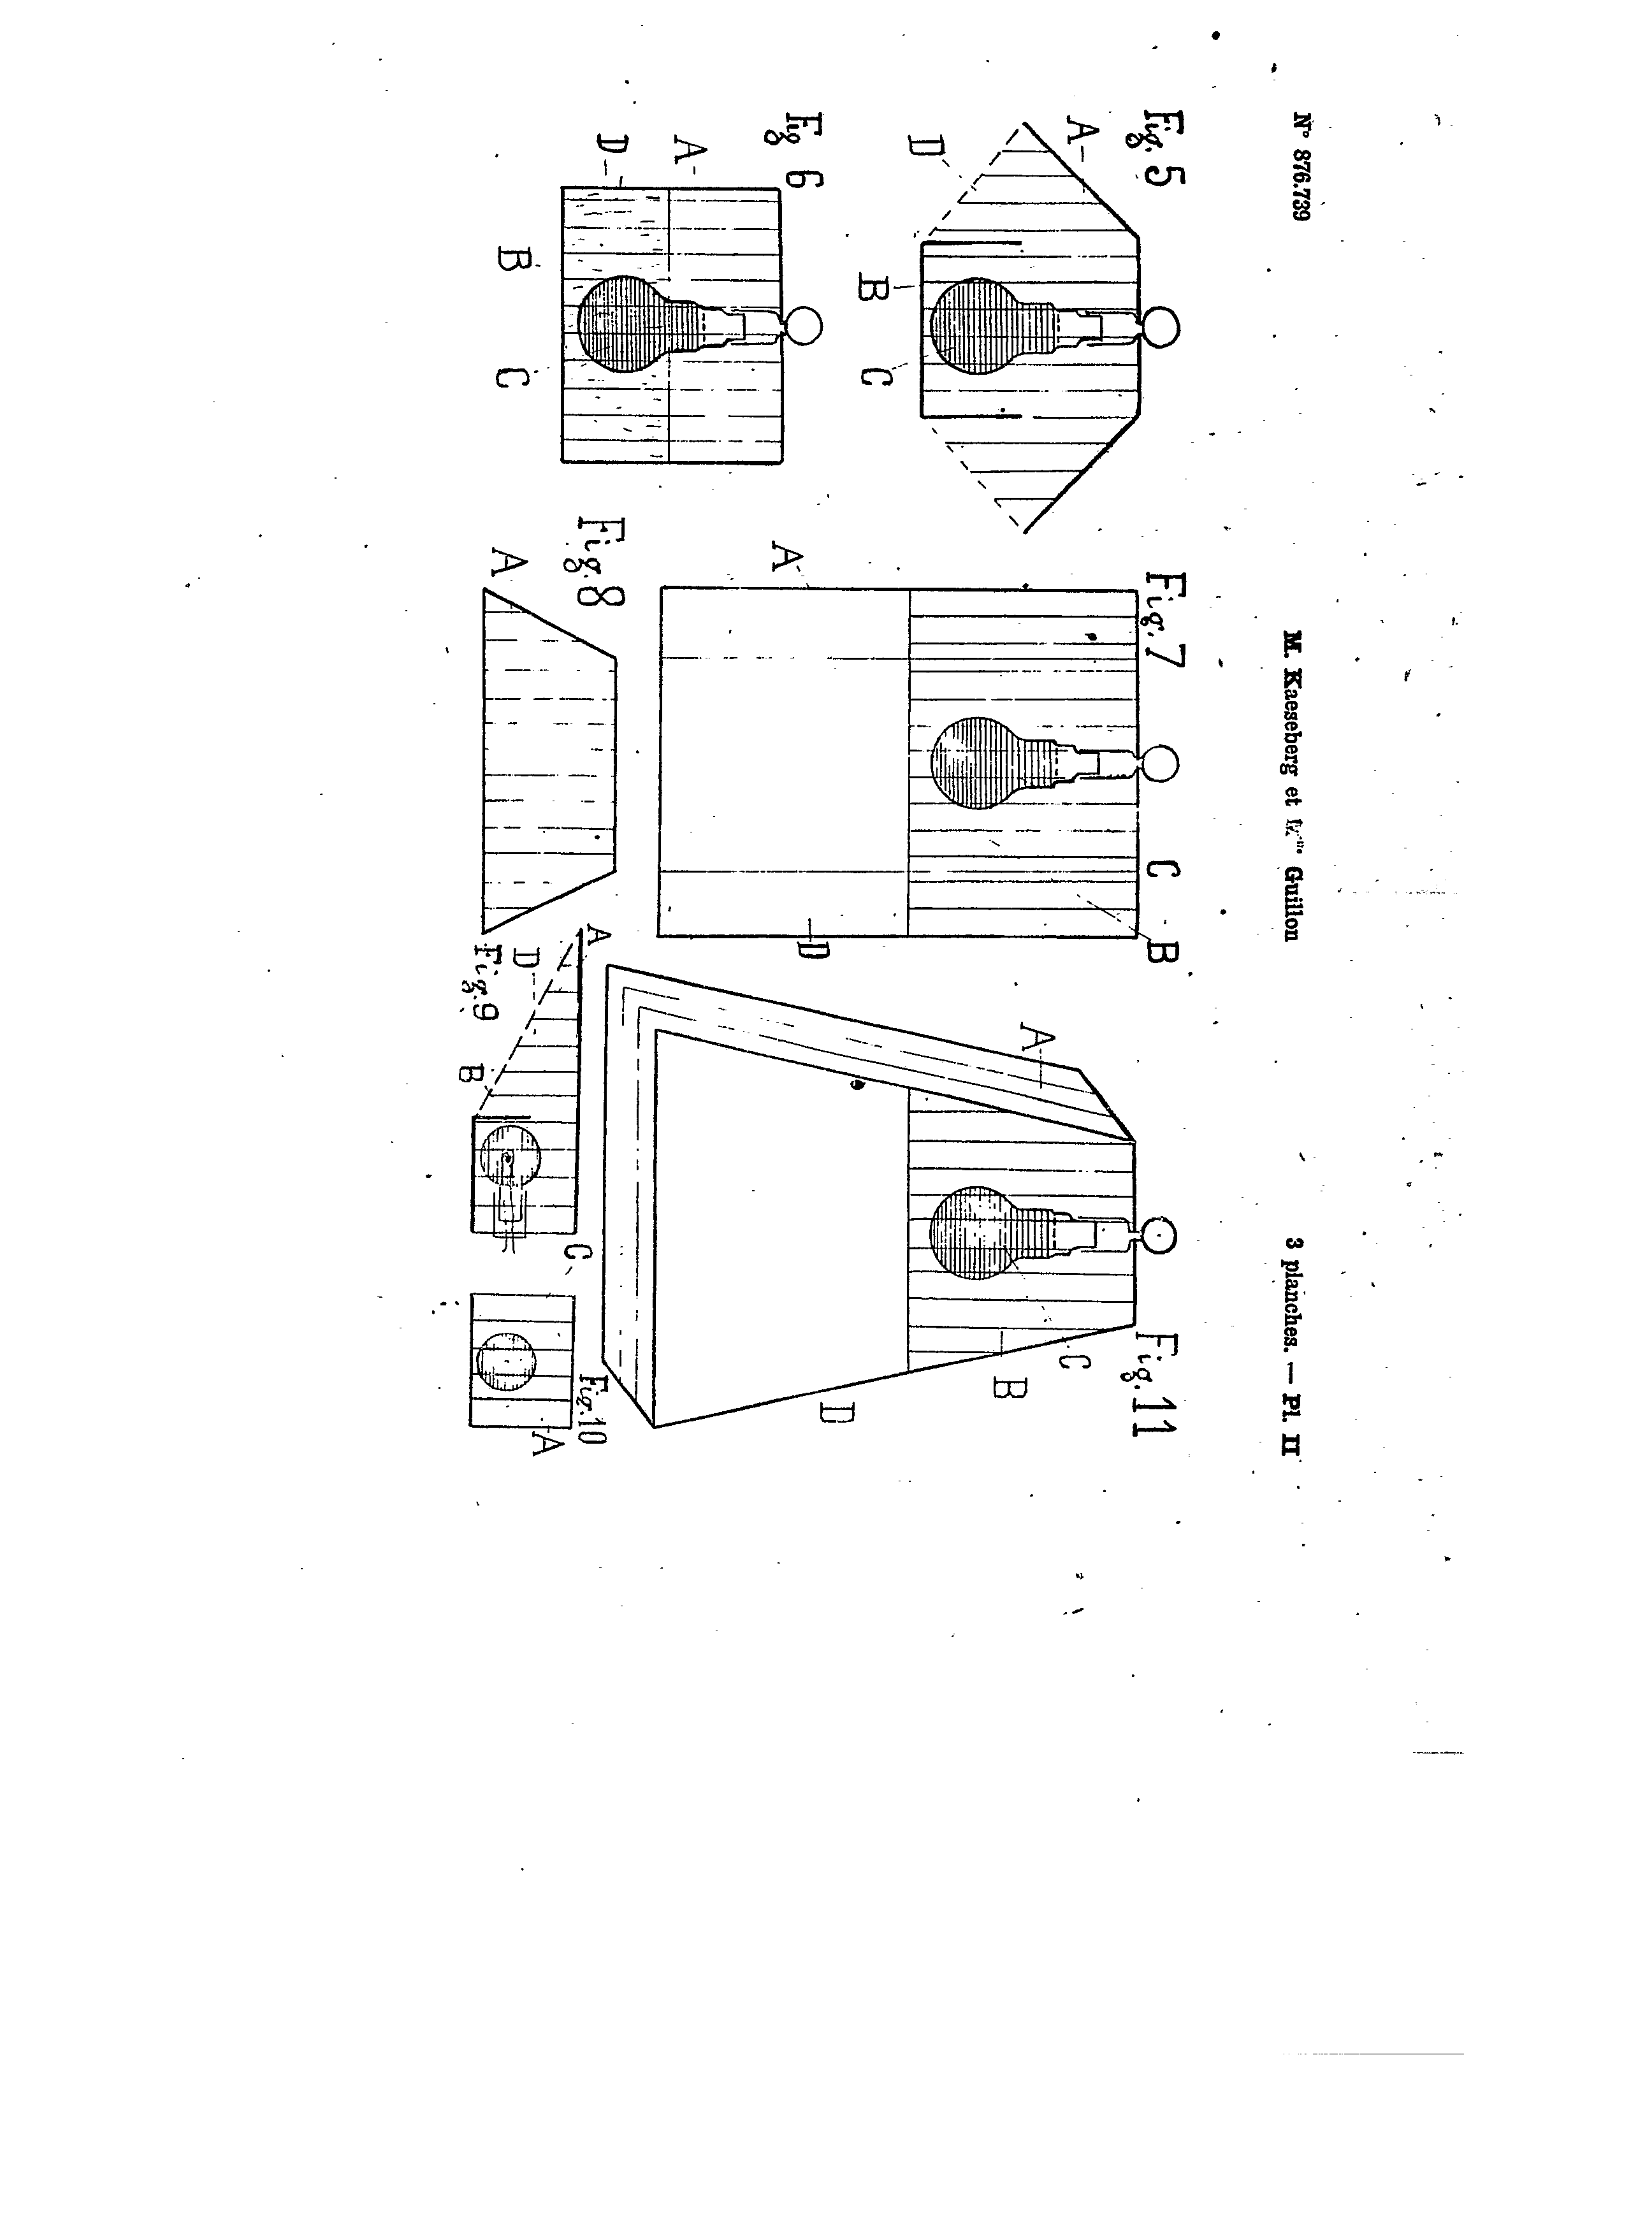 N° 876.739
M. Kaeseberg et Guillon
3 planches. — Pl. II
Fig. 5
A
D
B
C
Fig 6
A
D
B
C
Fig. 7
A
C
B
D
Fig. 8
A
Fig. 9
A
D
B
C
Fig. 10
A
Fig. 11
A
C
B
D